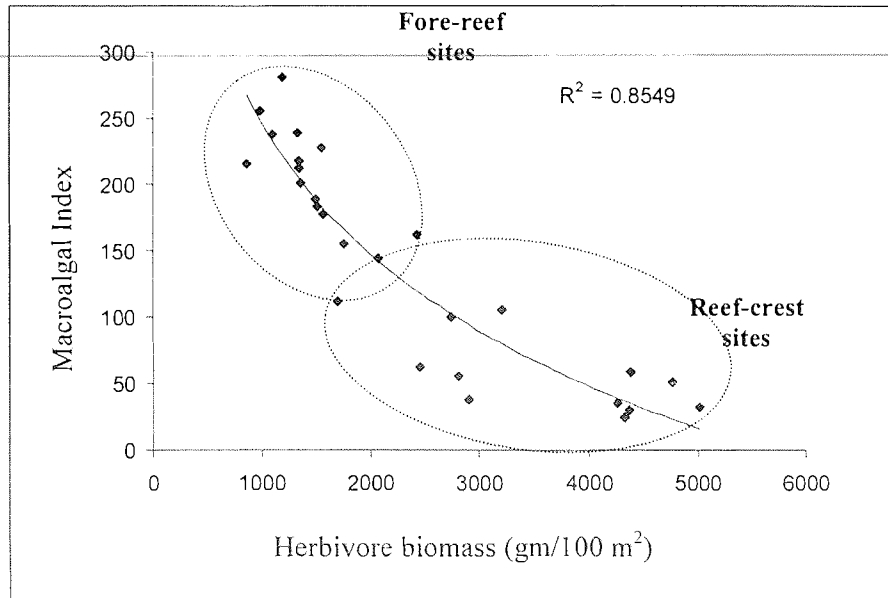 Fore-reef
sites
R² = 0.8549
Macroalgal Index
300
250
200
150
100
50
0
Reef-crest
sites
0 1000 2000 3000 4000 5000 6000
Herbivore biomass (gm/100 m²)